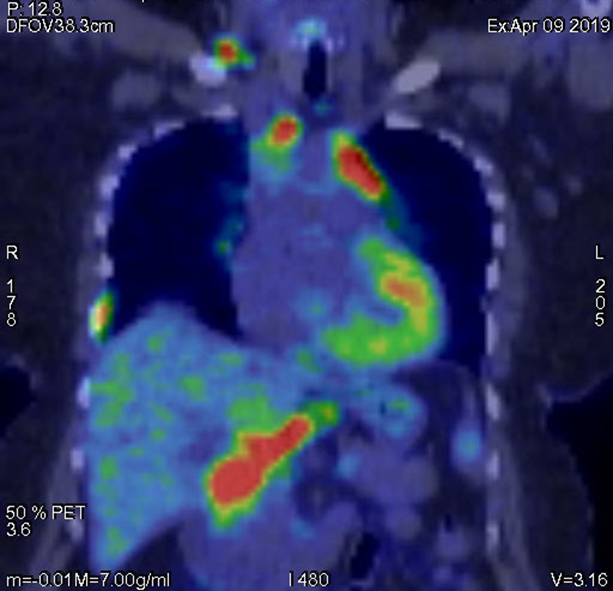 P: 12.8
DFOV38.3cm
Ex:Apr 09 2019
R
1
7
8
L
2
0
5
50 % PET
3.6
m=-0.01M=7.00g/ml
I 480
V=3.16